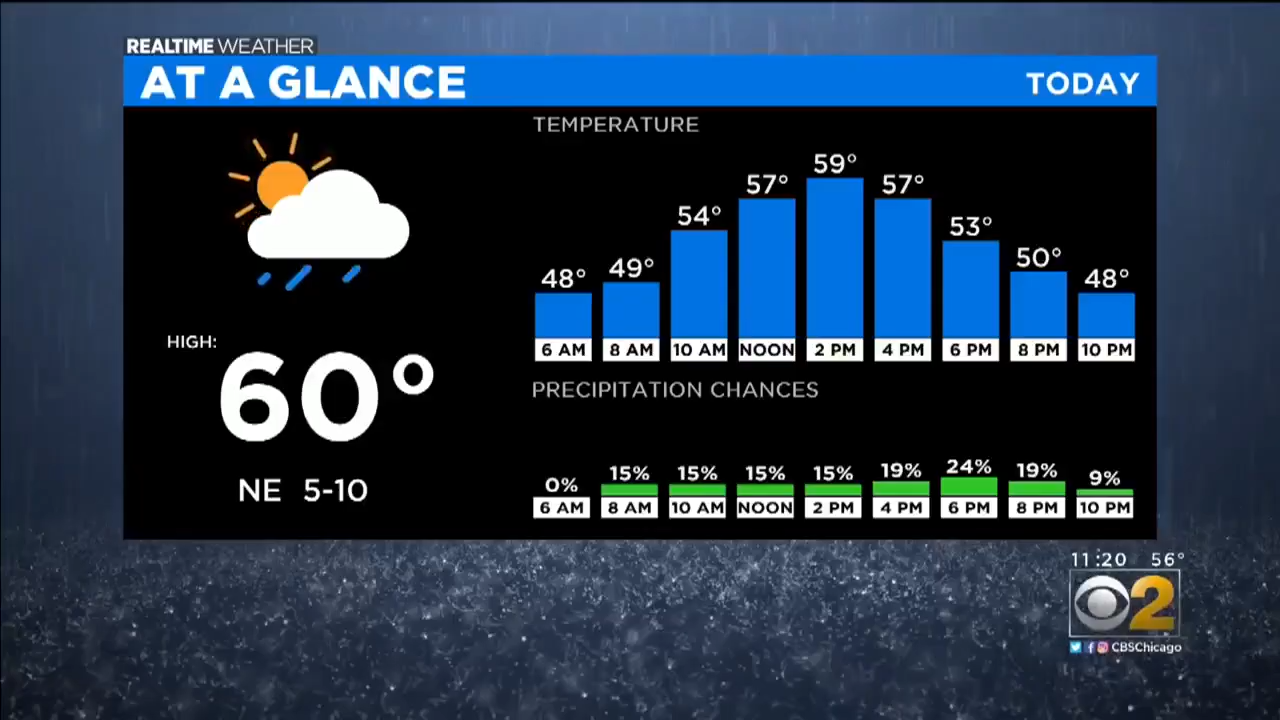 REALTIME WEATHER
AT A GLANCE
TODAY
HIGH:
60°
NE 5-10
TEMPERATURE
48° 49° 54° 57° 59° 57° 53° 50° 48°
6 AM 8 AM 10 AM NOON 2 PM 4 PM 6 PM 8 PM 10 PM
PRECIPITATION CHANCES
0% 15% 15% 15% 15% 19% 24% 19% 9%
6 AM 8 AM 10 AM NOON 2 PM 4 PM 6 PM 8 PM 10 PM
11:20 56°
2
CBSChicago